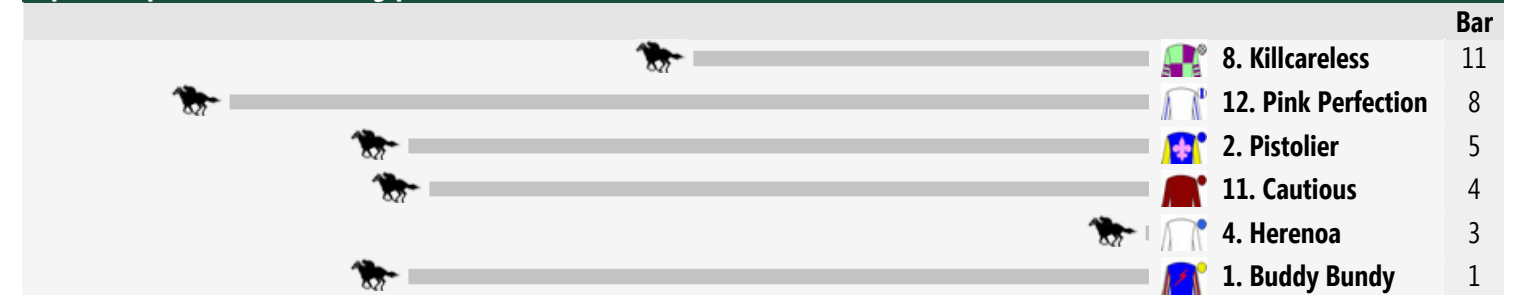 Bar
8. Killcareless 11
12. Pink Perfection 8
2. Pistolier 5
11. Cautious 4
4. Herenoa 3
1. Buddy Bundy 1